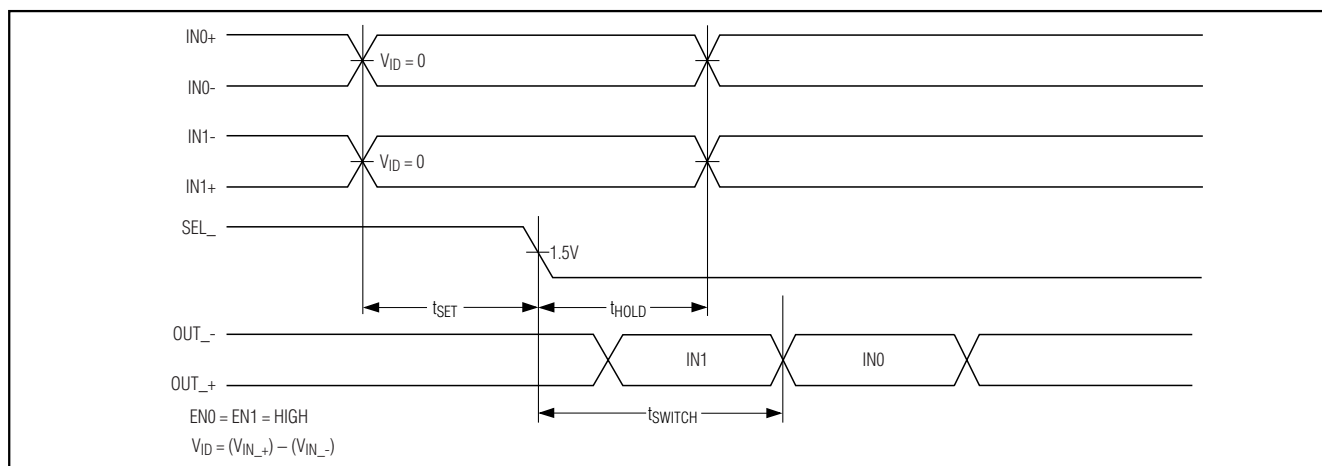 IN0+
V_ID = 0
IN0-
IN1-
V_ID = 0
IN1+
SEL_
1.5V
t_SET
t_HOLD
OUT_-
IN1
IN0
OUT_+
t_SWITCH
EN0 = EN1 = HIGH
V_ID = (V_IN_+) – (V_IN_-)